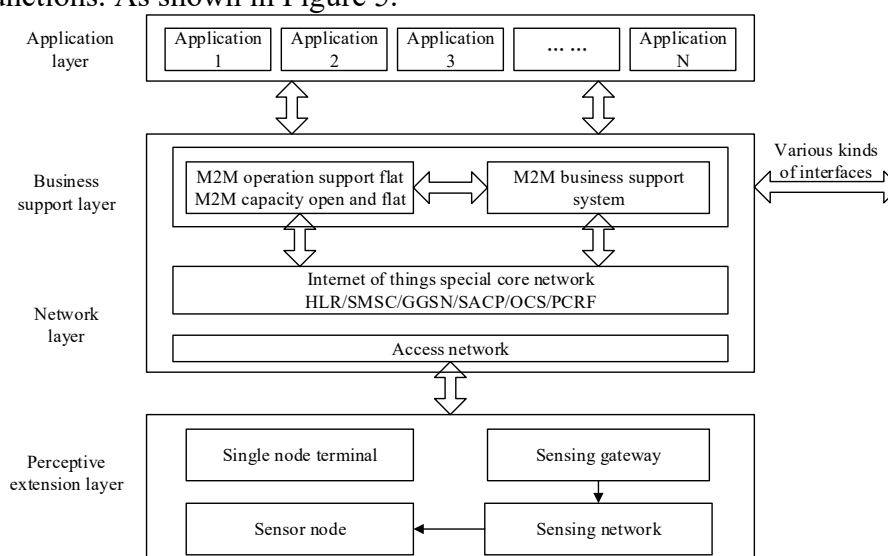 unctions. As shown in Figure 5.
Application
layer
Application
1
Application
2
Application
3
... ...
Application
N
Business
support layer
M2M operation support flat
M2M capacity open and flat
M2M business support
system
Various kinds
of interfaces
Internet of things special core network
HLR/SMSC/GGSN/SACP/OCS/PCRF
Network
layer
Access network
Perceptive
extension layer
Single node terminal
Sensing gateway
Sensor node
Sensing network